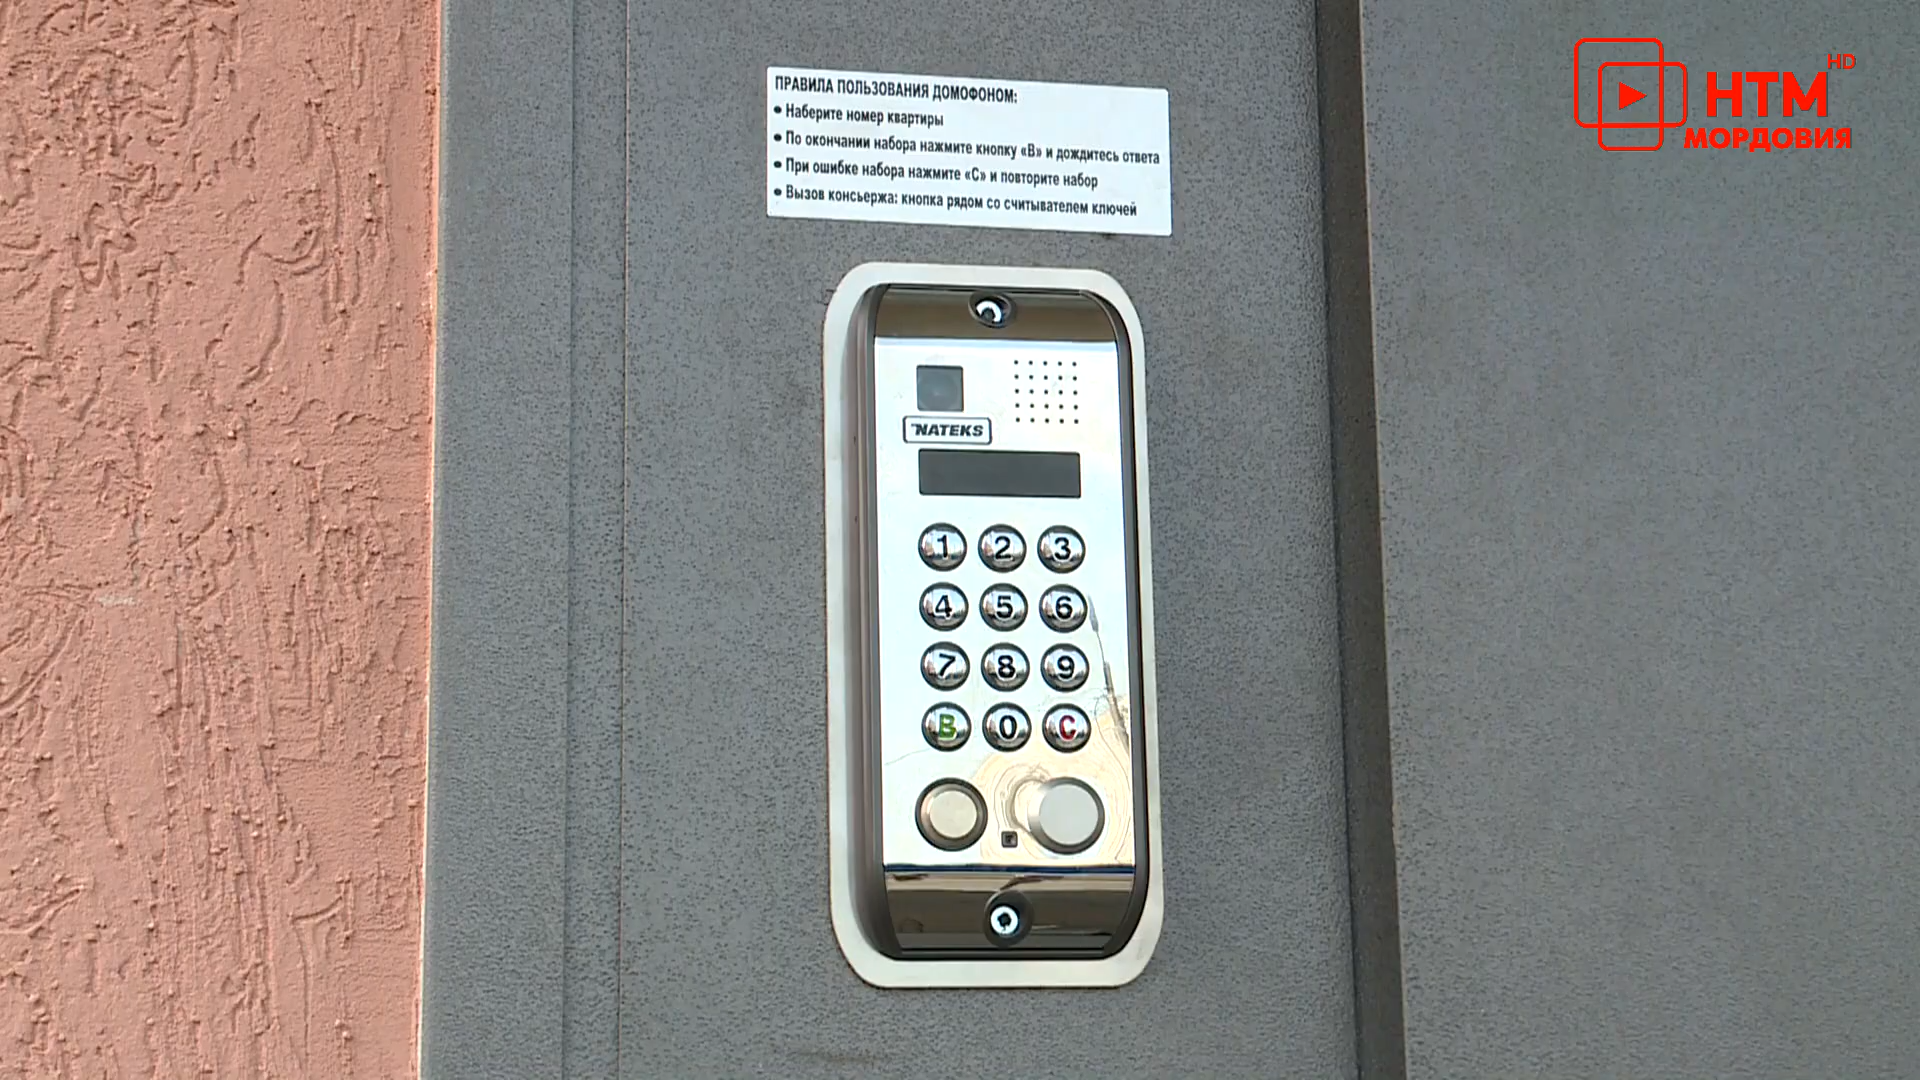 ПРАВИЛА ПОЛЬЗОВАНИЯ ДОМОФОНОМ:
• Наберите номер квартиры
• По окончании набора нажмите кнопку «В» и дождитесь ответа
• При ошибке набора нажмите «С» и повторите набор
• Вызов консьержа: кнопка рядом со считывателем ключей
НТМ HD
МОРДОВИЯ
NATEKS
1 2 3
4 5 6
7 8 9
B 0 C